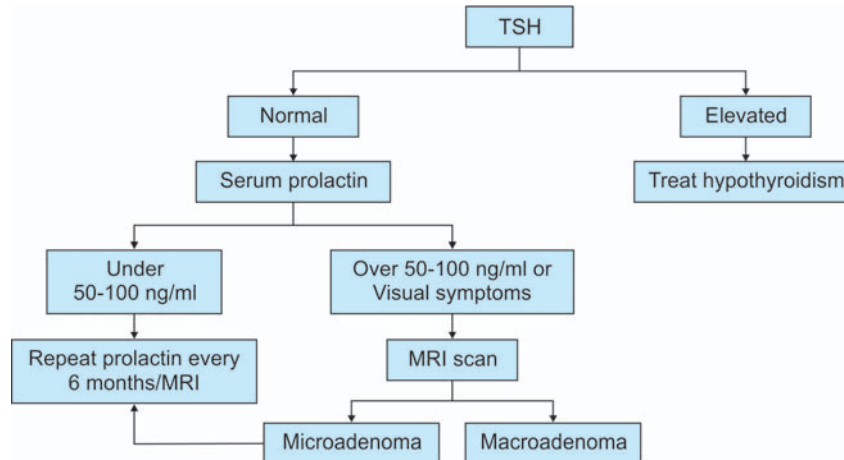 TSH
Normal
Elevated
Serum prolactin
Treat hypothyroidism
Under
50-100 ng/ml
Over 50-100 ng/ml or
Visual symptoms
Repeat prolactin every
6 months/MRI
MRI scan
Microadenoma
Macroadenoma